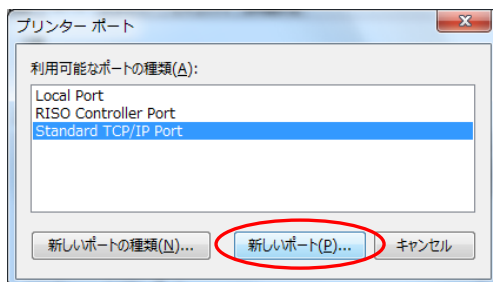 プリンター ポート
利用可能なポートの種類(A):
Local Port
RISO Controller Port
Standard TCP/IP Port
新しいポートの種類(N)... 新しいポート(P)... キャンセル